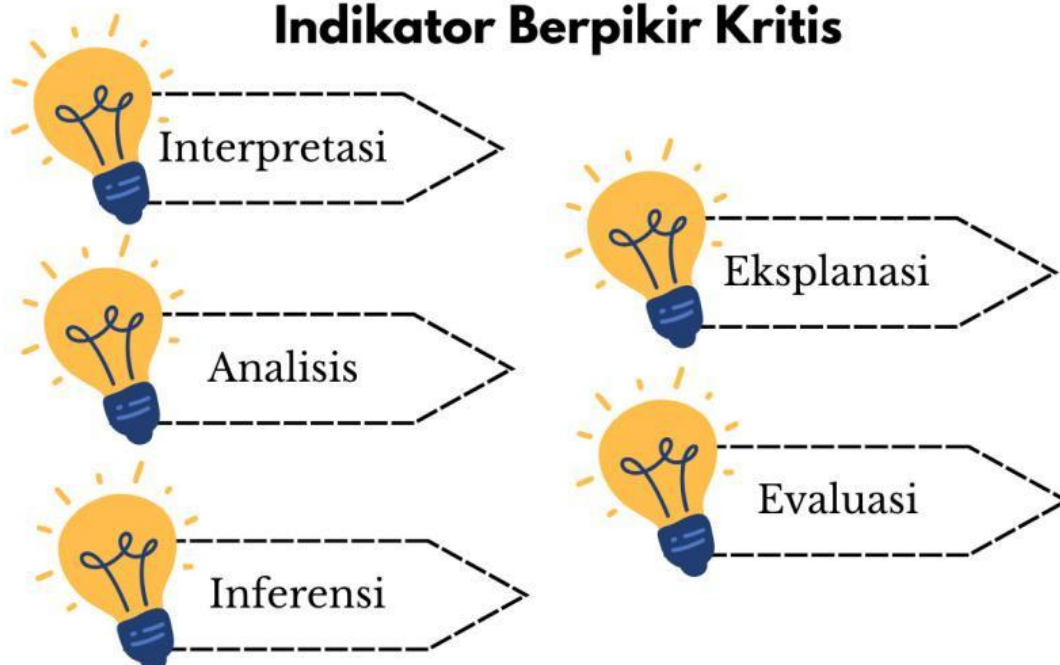 Indikator Berpikir Kritis
Interpretasi
Analisis
Inferensi
Eksplanasi
Evaluasi